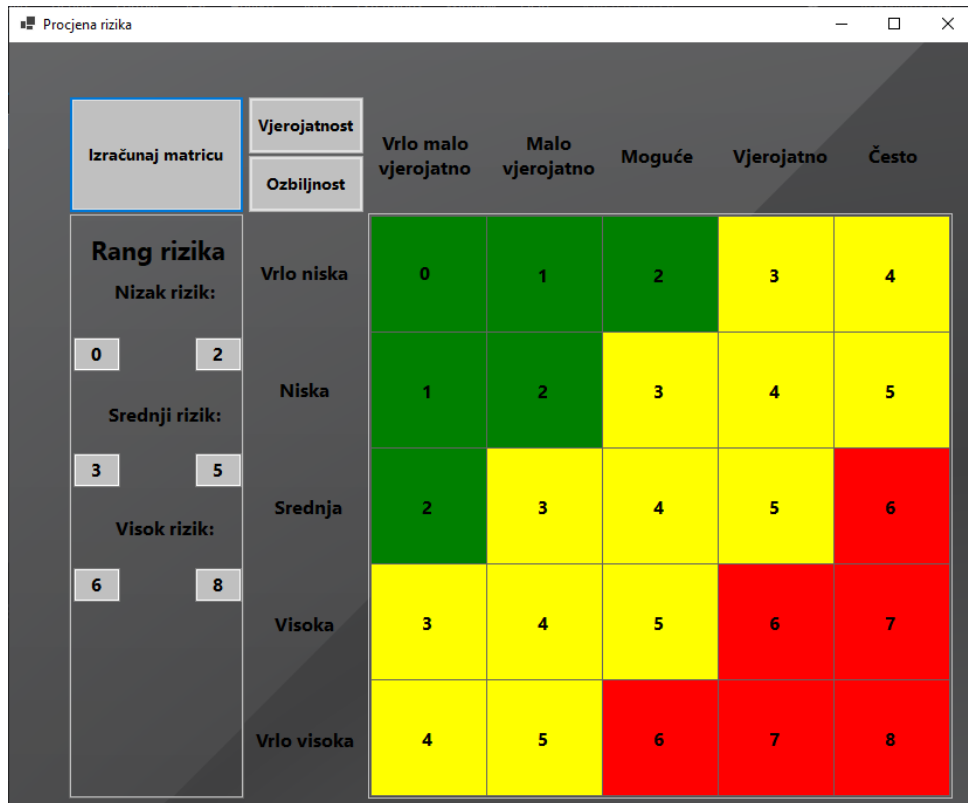 Procjena rizika
Izračunaj matricu
Vjerojatnost
Ozbiljnost
Vrlo malo
vjerojatno
Malo
vjerojatno
Moguće
Vjerojatno
Često
Rang rizika
Nizak rizik:
0 2
Srednji rizik:
3 5
Visok rizik:
6 8
Vrlo niska 0 1 2 3 4
Niska 1 2 3 4 5
Srednja 2 3 4 5 6
Visoka 3 4 5 6 7
Vrlo visoka 4 5 6 7 8